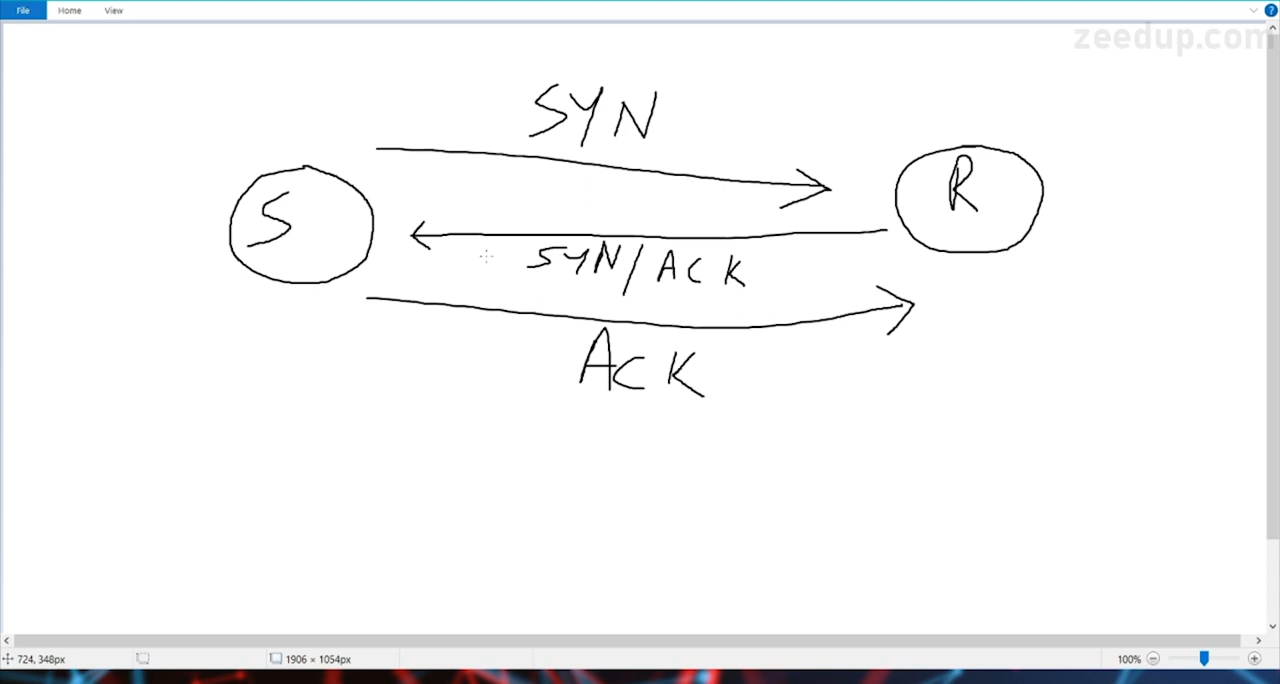 File Home View
zeedup.com
SYN
S
R
SYN/ACK
ACK
724, 348px 1906 × 1054px 100%